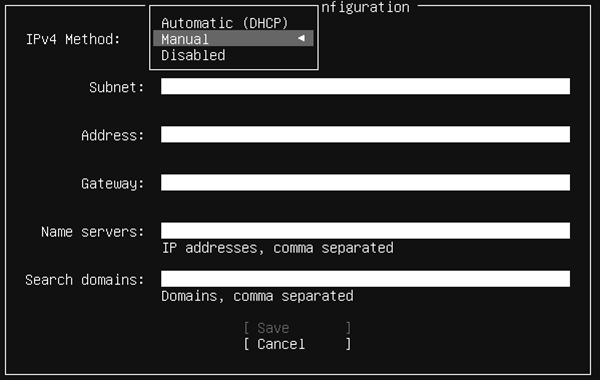 nfiguration
Automatic (DHCP)
IPv4 Method: Manual ◄
Disabled
Subnet:
Address:
Gateway:
Name servers:
IP addresses, comma separated
Search domains:
Domains, comma separated
[ Save ]
[ Cancel ]